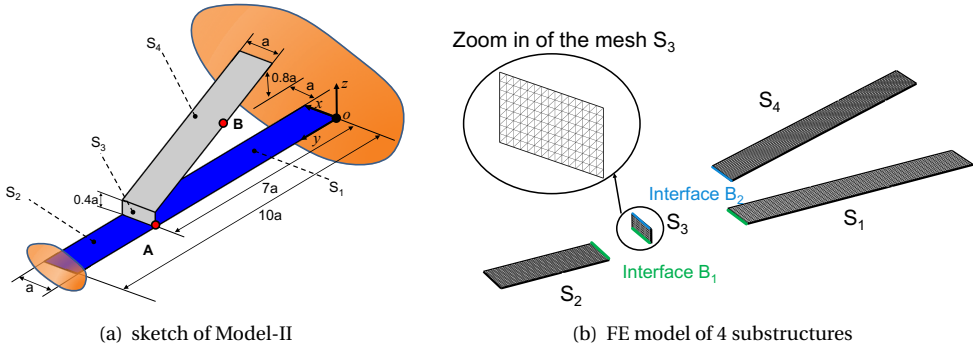 S4
a
0.8a
a
z
x
o
B
y
S3
S2
0.4a
7a
S1
10a
A
a
(a) sketch of Model-II
Zoom in of the mesh S3
S4
Interface B2
S1
S3
Interface B1
S2
(b) FE model of 4 substructures